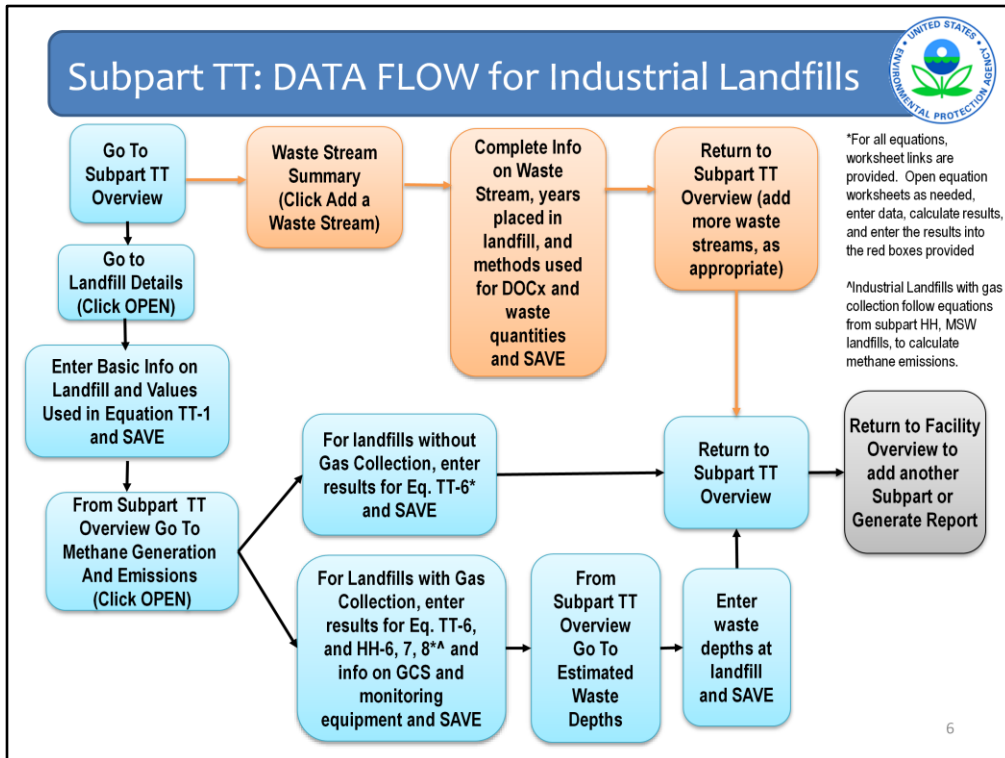 Subpart TT: DATA FLOW for Industrial Landfills
UNITED STATES
ENVIRONMENTAL PROTECTION AGENCY
Go To
Subpart TT
Overview
Waste Stream
Summary
(Click Add a
Waste Stream)
Complete Info
on Waste
Stream, years
placed in
landfill, and
methods used
for DOCx and
waste
quantities
and SAVE
Return to
Subpart TT
Overview (add
more waste
streams, as
appropriate)
*For all equations,
worksheet links are
provided. Open equation
worksheets as needed,
enter data, calculate results,
and enter the results into
the red boxes provided
^Industrial Landfills with gas
collection follow equations
from subpart HH, MSW
landfills, to calculate
methane emissions.
Go to
Landfill Details
(Click OPEN)
Enter Basic Info on
Landfill and Values
Used in Equation TT-1
and SAVE
From Subpart TT
Overview Go To
Methane Generation
And Emissions
(Click OPEN)
For landfills without
Gas Collection, enter
results for Eq. TT-6*
and SAVE
Return to
Subpart TT
Overview
Return to Facility
Overview to
add another
Subpart or
Generate Report
For Landfills with Gas
Collection, enter
results for Eq. TT-6,
and HH-6, 7, 8*^ and
info on GCS and
monitoring
equipment and SAVE
From
Subpart TT
Overview
Go To
Estimated
Waste
Depths
Enter
waste
depths at
landfill
and SAVE
6